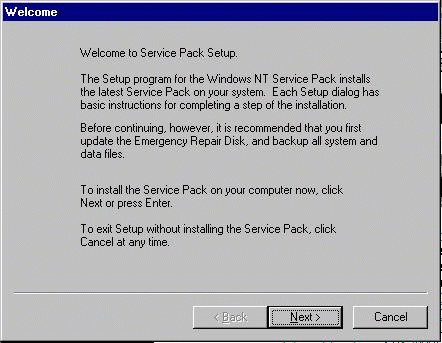 Welcome
Welcome to Service Pack Setup.
The Setup program for the Windows NT Service Pack installs
the latest Service Pack on your system. Each Setup dialog has
basic instructions for completing a step of the installation.
Before continuing, however, it is recommended that you first
update the Emergency Repair Disk, and backup all system and
data files.
To install the Service Pack on your computer now, click
Next or press Enter.
To exit Setup without installing the Service Pack, click
Cancel at any time.
< Back Next > Cancel